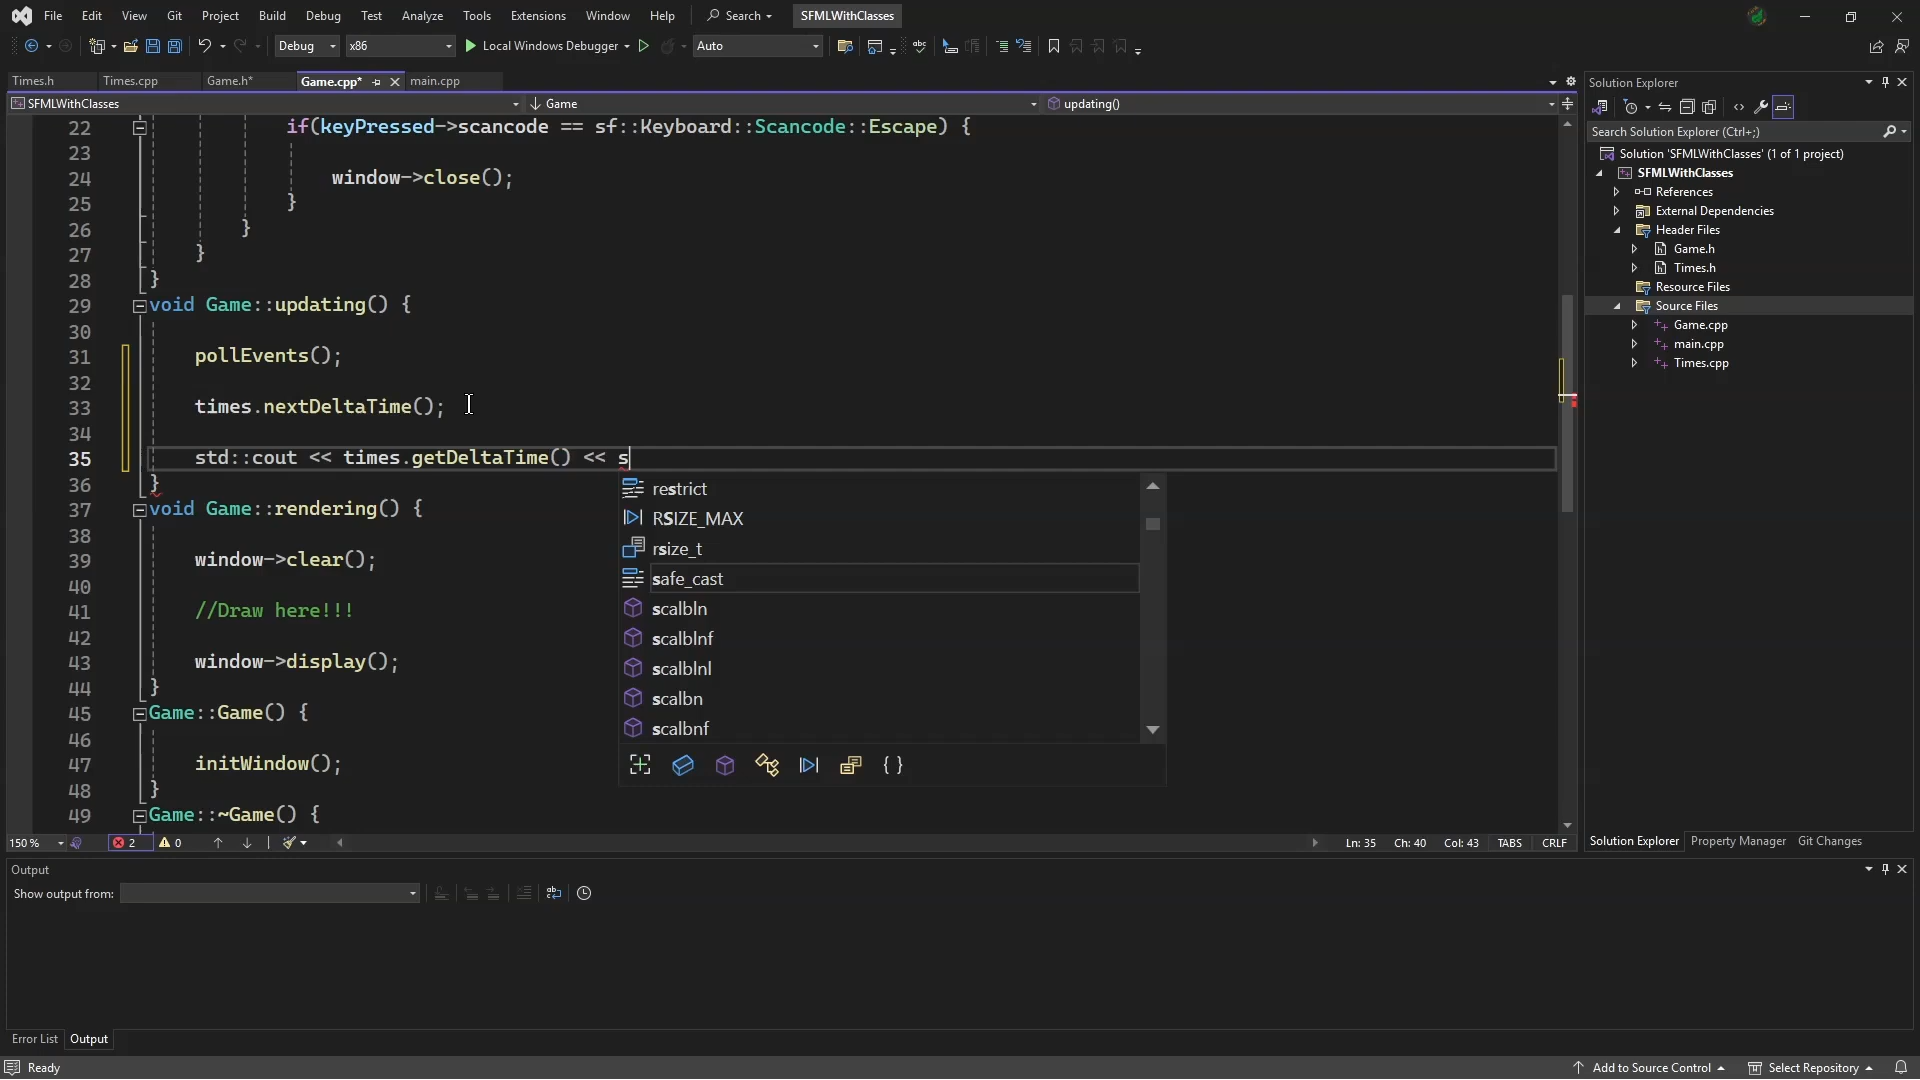 File Edit View Git Project Build Debug Test Analyze Tools Extensions Window Help Search SFMLWithClasses
Debug x86 Local Windows Debugger Auto
Times.h Times.cpp Game.h* Game.cpp* main.cpp
SFMLWithClasses Game updating()
22 if(keyPressed->scancode == sf::Keyboard::Scancode::Escape) {
23
24 window->close();
25 }
26 }
27 }
28 }
29 void Game::updating() {
30
31 pollEvents();
32
33 times.nextDeltaTime();
34
35 std::cout << times.getDeltaTime() << s
36 }
37 void Game::rendering() {
38
39 window->clear();
40
41 //Draw here!!!
42
43 window->display();
44 }
45 Game::Game() {
46
47 initWindow();
48 }
49 Game::~Game() {
restrict
RSIZE_MAX
rsize_t
safe_cast
scalbln
scalblnf
scalblnl
scalbn
scalbnf
150 % 2 0 Ln: 35 Ch: 40 Col: 43 TABS CRLF
Output
Show output from:
Error List Output
Ready Add to Source Control Select Repository
Solution Explorer
Search Solution Explorer (Ctrl+;)
Solution 'SFMLWithClasses' (1 of 1 project)
SFMLWithClasses
References
External Dependencies
Header Files
Game.h
Times.h
Resource Files
Source Files
Game.cpp
main.cpp
Times.cpp
Solution Explorer Property Manager Git Changes